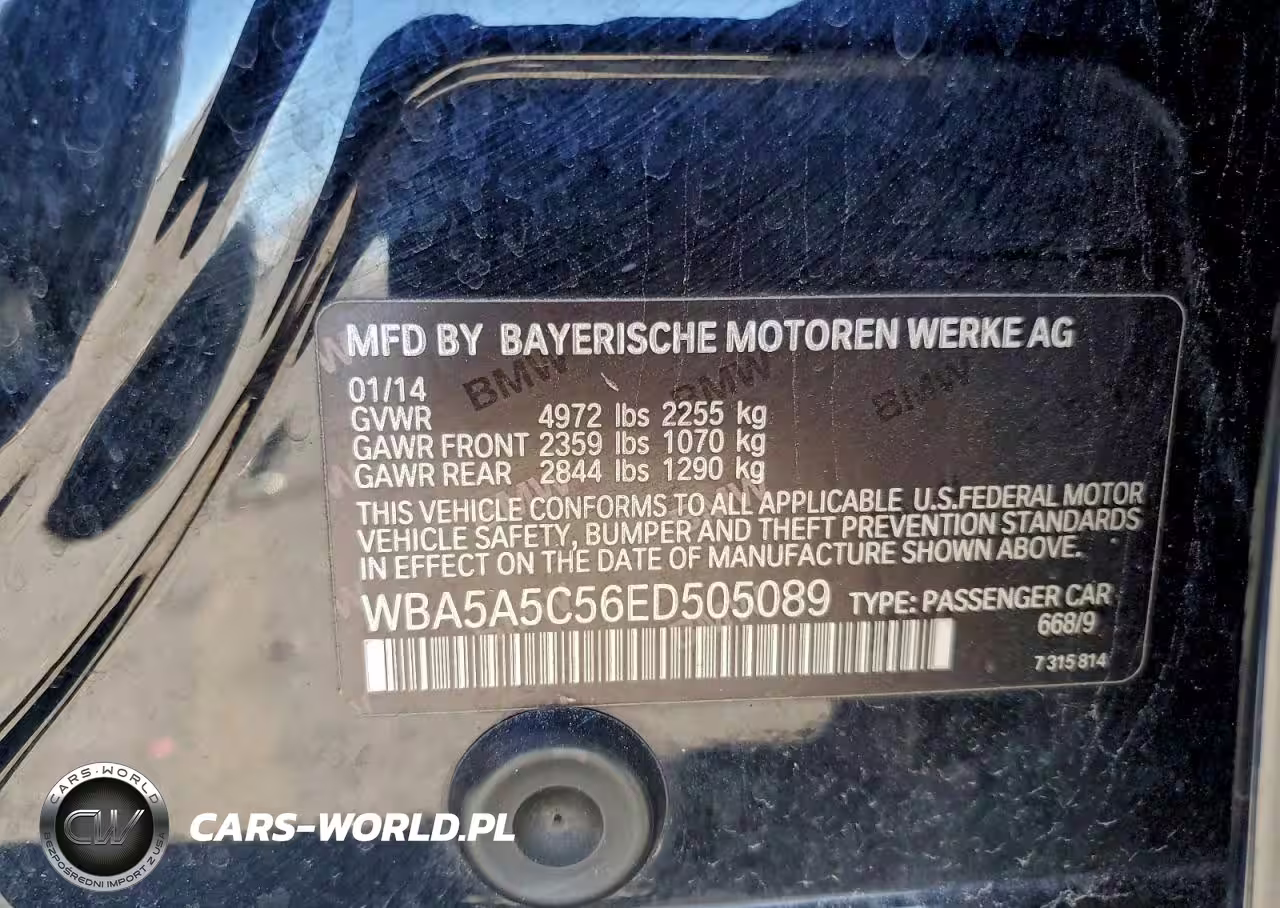 MFD BY BAYERISCHE MOTOREN WERKE AG
BMW BMW BMW
01/14
GVWR 4972 lbs 2255 kg
GAWR FRONT 2359 lbs 1070 kg
GAWR REAR 2844 lbs 1290 kg
THIS VEHICLE CONFORMS TO ALL APPLICABLE U.S.FEDERAL MOTOR
VEHICLE SAFETY, BUMPER AND THEFT PREVENTION STANDARDS
IN EFFECT ON THE DATE OF MANUFACTURE SHOWN ABOVE.
WBA5A5C56ED505089 TYPE: PASSENGER CAR
668/9
7 315 814
CARS-WORLD
CW
BEZPOŚREDNI IMPORT Z USA
CARS-WORLD.PL